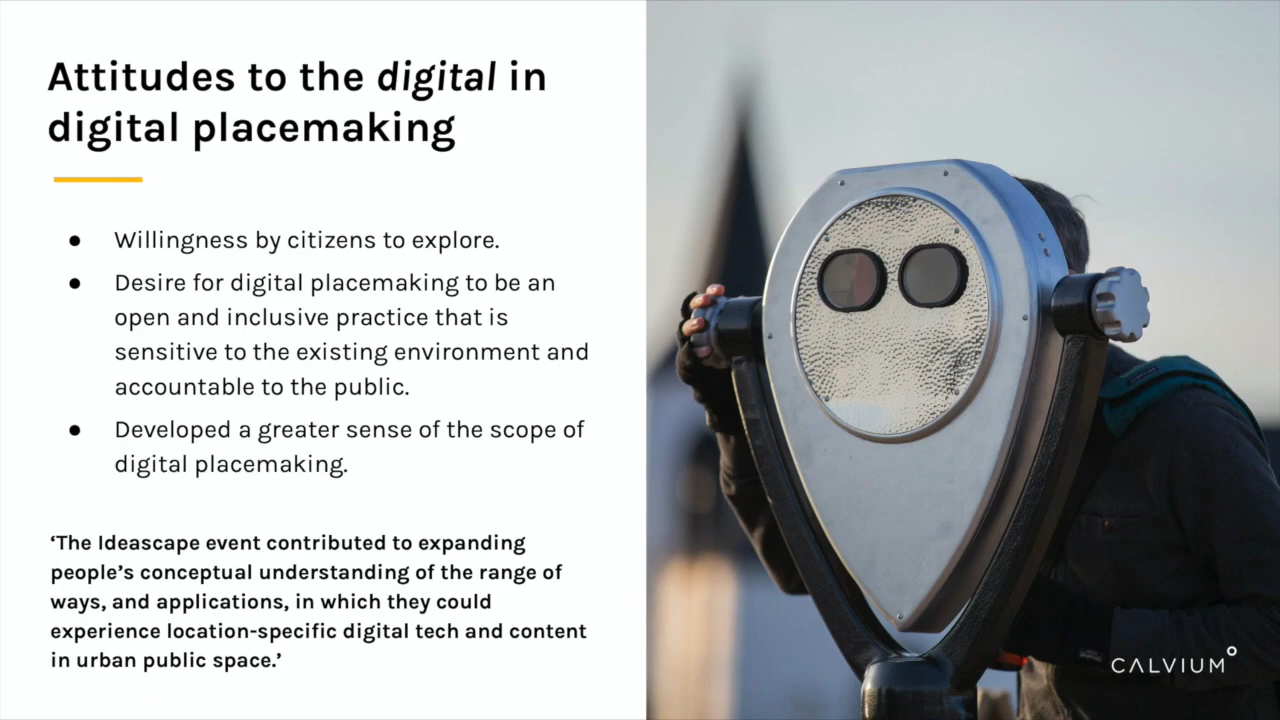 Attitudes to the digital in
digital placemaking
● Willingness by citizens to explore.
● Desire for digital placemaking to be an
open and inclusive practice that is
sensitive to the existing environment and
accountable to the public.
● Developed a greater sense of the scope of
digital placemaking.
‘The Ideascape event contributed to expanding
people’s conceptual understanding of the range of
ways, and applications, in which they could
experience location-specific digital tech and content
in urban public space.’
CALVIUM